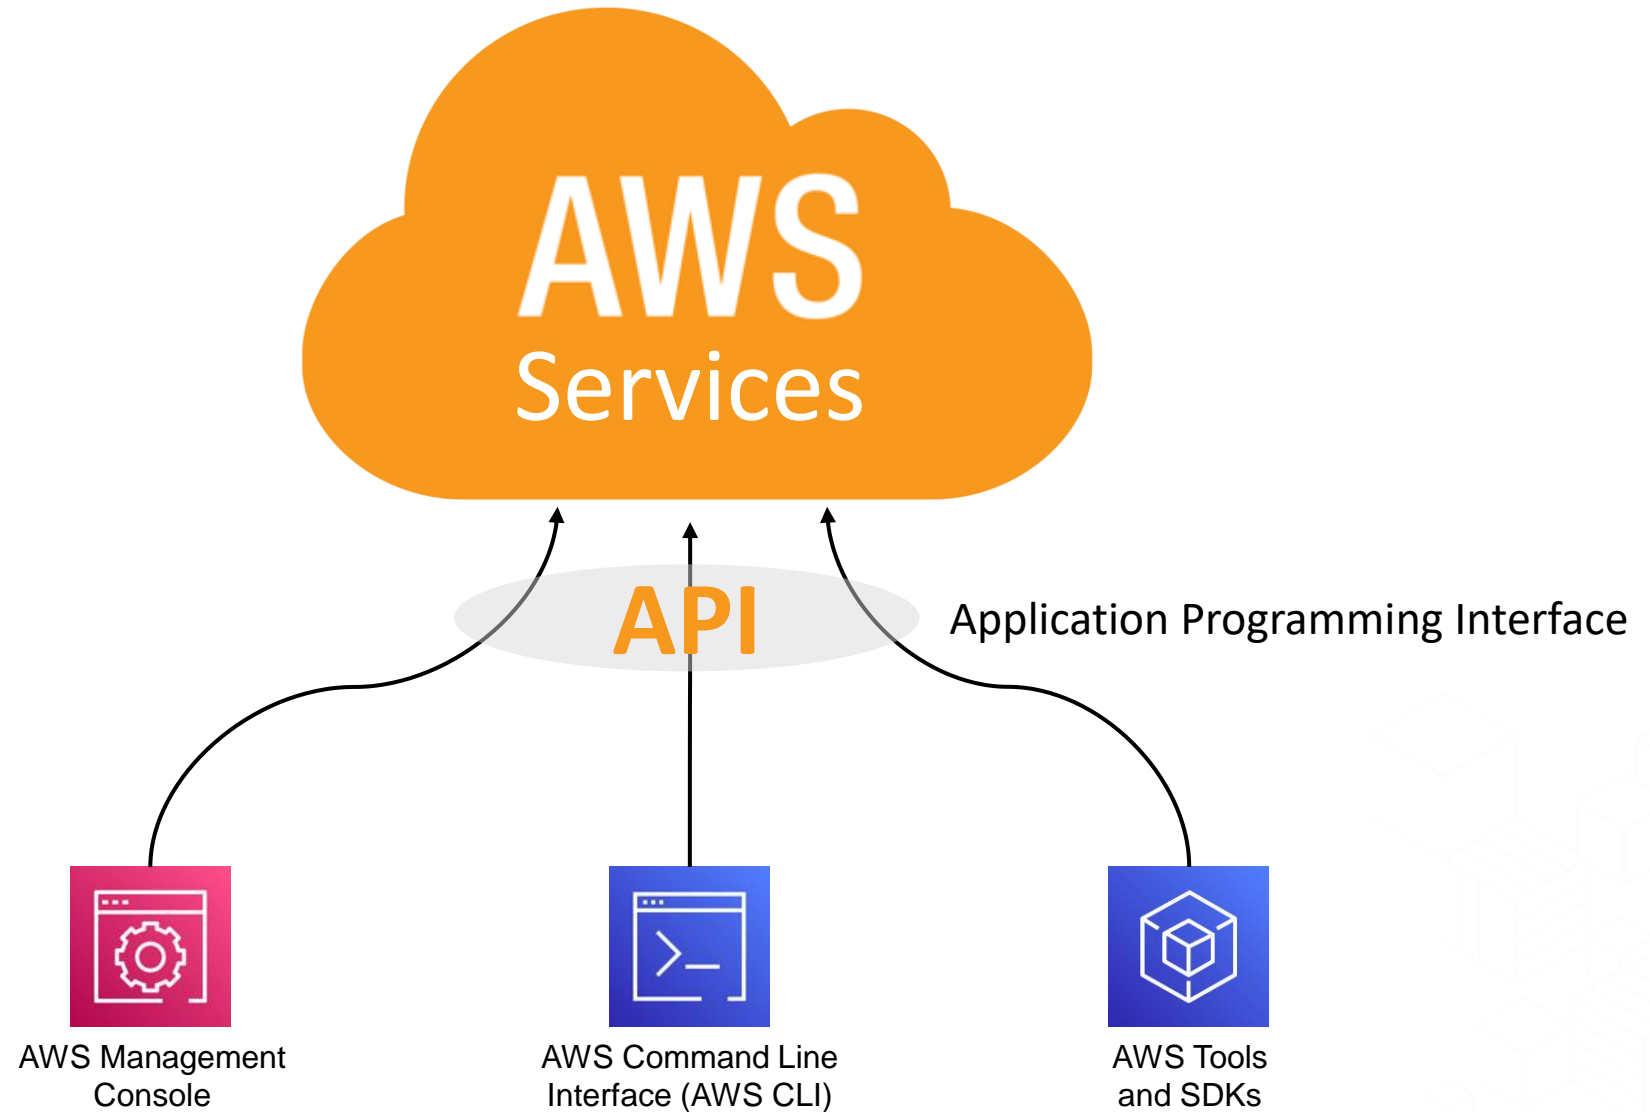 AWS
Services
API
Application Programming Interface
AWS Management
Console
AWS Command Line
Interface (AWS CLI)
AWS Tools
and SDKs